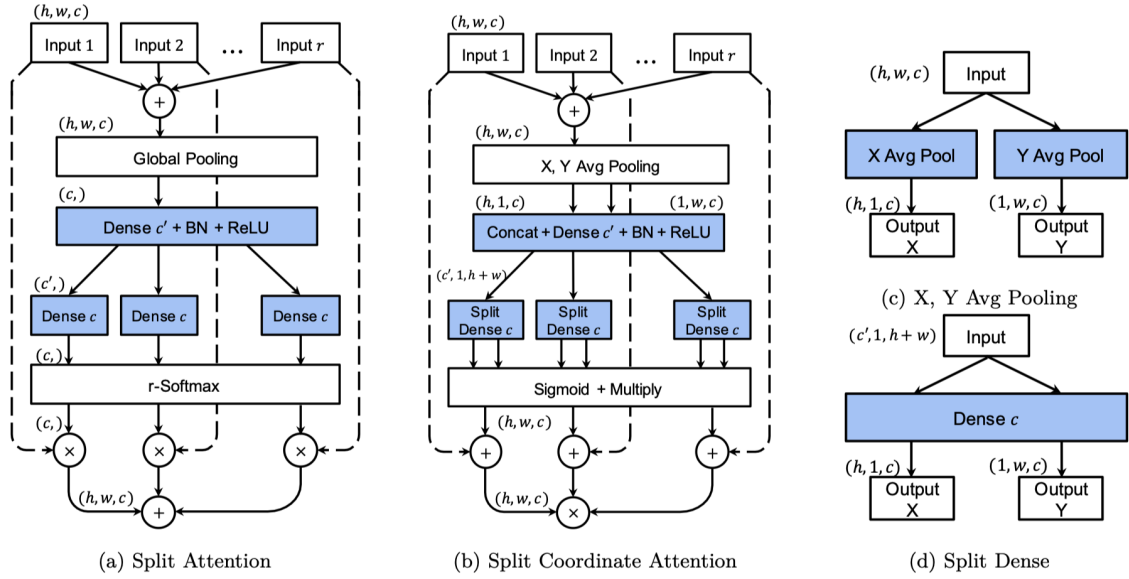 (h, w, c)
Input 1
Input 2
...
Input r
+
(h, w, c)
Global Pooling
(c,)
Dense c′ + BN + ReLU
(c′,)
Dense c
Dense c
Dense c
(c,)
r-Softmax
(c,)
×
×
×
(h, w, c)
+
(a) Split Attention
(h, w, c)
Input 1
Input 2
...
Input r
+
(h, w, c)
X, Y Avg Pooling
(h, 1, c)
(1, w, c)
Concat + Dense c′ + BN + ReLU
(c′, 1, h + w)
Split
Dense c
Split
Dense c
Split
Dense c
Sigmoid + Multiply
(h, w, c)
+
+
+
(h, w, c)
×
(b) Split Coordinate Attention
(h, w, c)
Input
X Avg Pool
Y Avg Pool
(h, 1, c)
(1, w, c)
Output
X
Output
Y
(c) X, Y Avg Pooling
(c′, 1, h + w)
Input
Dense c
(h, 1, c)
(1, w, c)
Output
X
Output
Y
(d) Split Dense